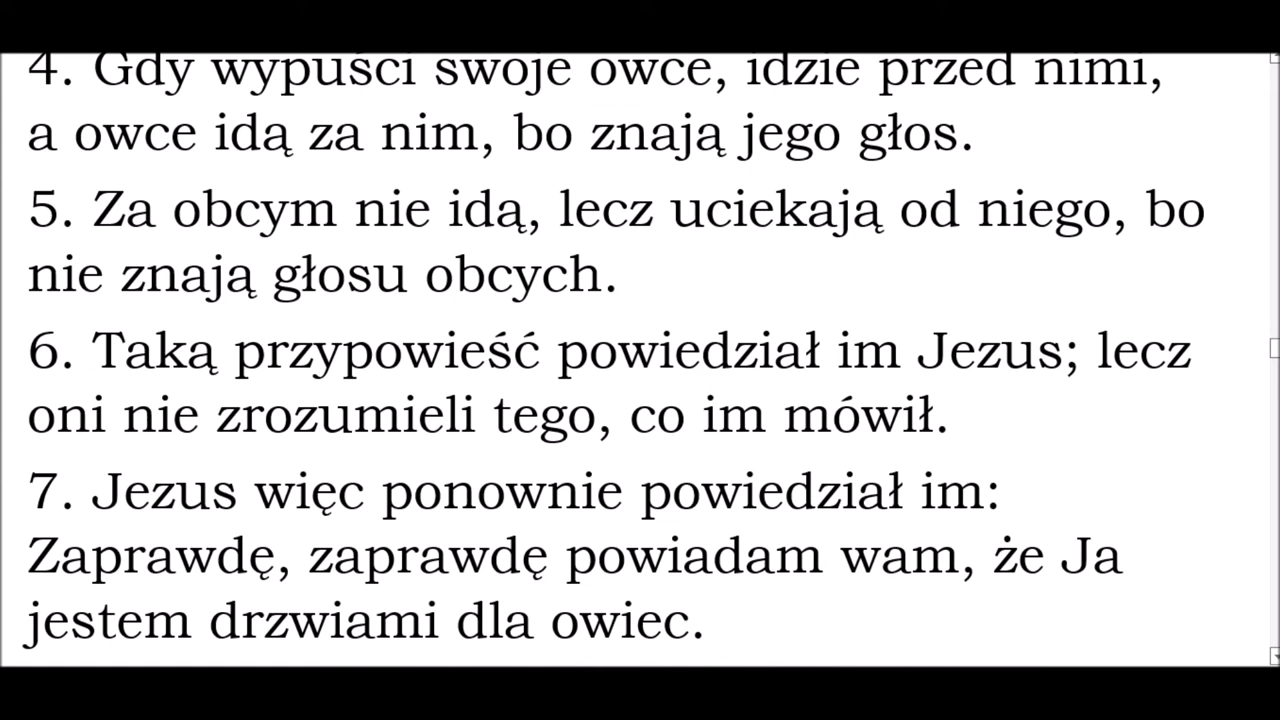 4. Gdy wypuści swoje owce, idzie przed nimi,
a owce idą za nim, bo znają jego głos.
5. Za obcym nie idą, lecz uciekają od niego, bo
nie znają głosu obcych.
6. Taką przypowieść powiedział im Jezus; lecz
oni nie zrozumieli tego, co im mówił.
7. Jezus więc ponownie powiedział im:
Zaprawdę, zaprawdę powiadam wam, że Ja
jestem drzwiami dla owiec.